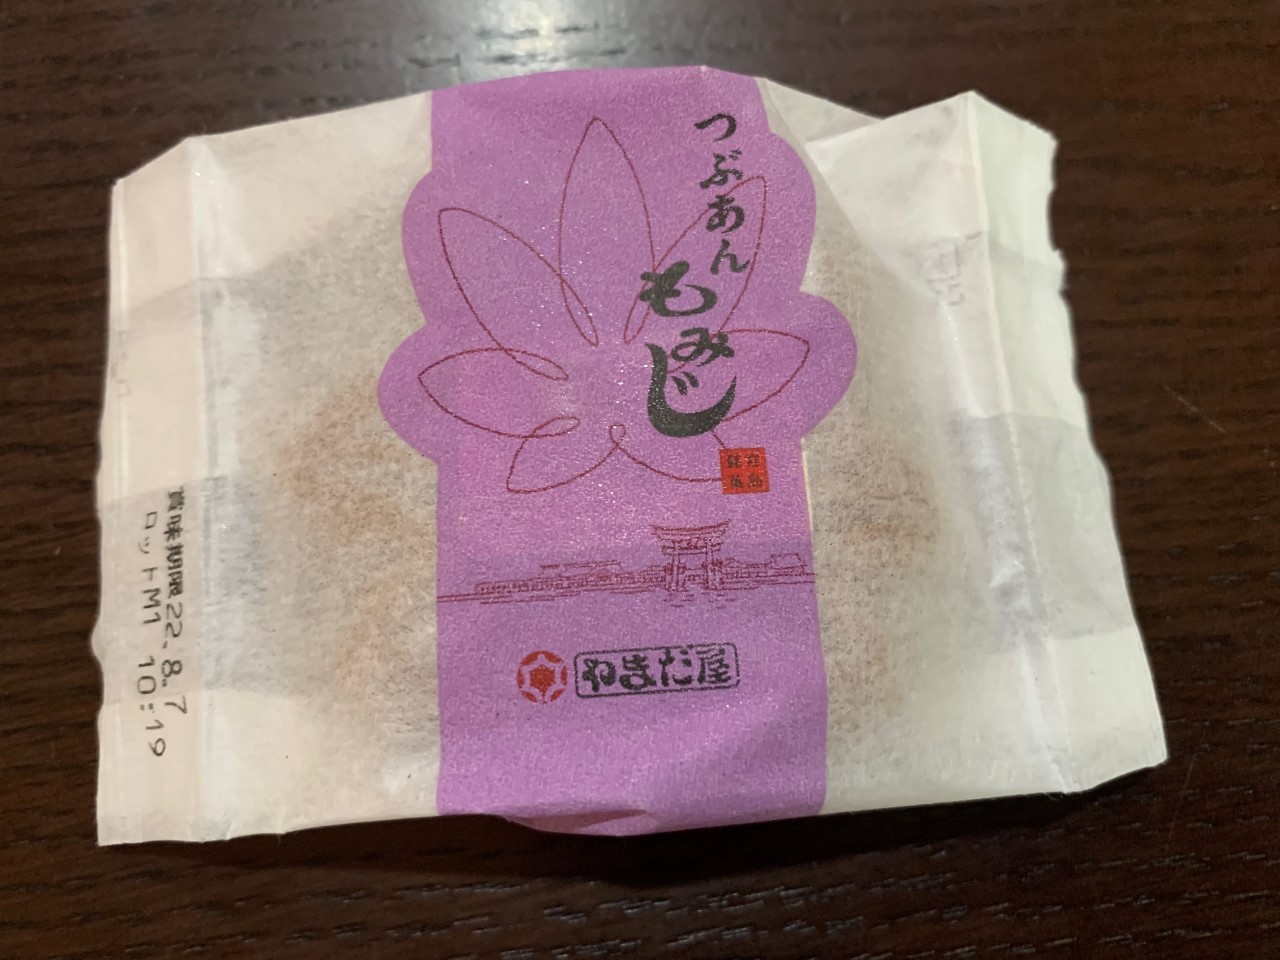 つぶあん
もみじ
やまだ屋
賞味期限22.8.7
ロットM1 10:19